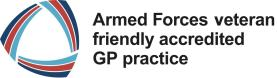 Armed Forces veteran
friendly accredited
GP practice